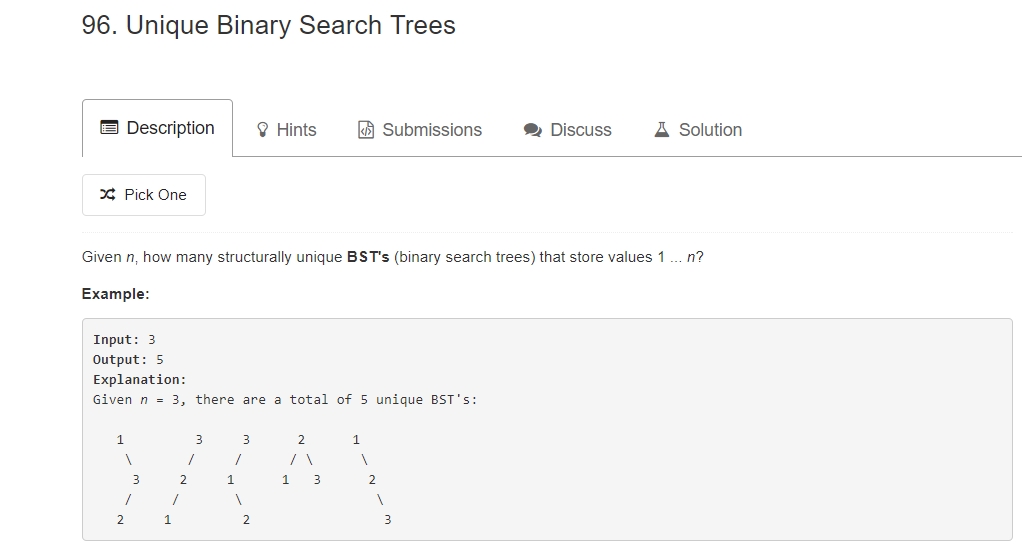 96. Unique Binary Search Trees
Description Hints Submissions Discuss Solution
Pick One
Given n, how many structurally unique BST's (binary search trees) that store values 1 ... n?
Example:
Input: 3
Output: 5
Explanation:
Given n = 3, there are a total of 5 unique BST's:
   1         3     3      2      1
    \       /     /      / \      \
     3     2     1      1   3      2
    /     /       \                 \
   2     1         2                 3